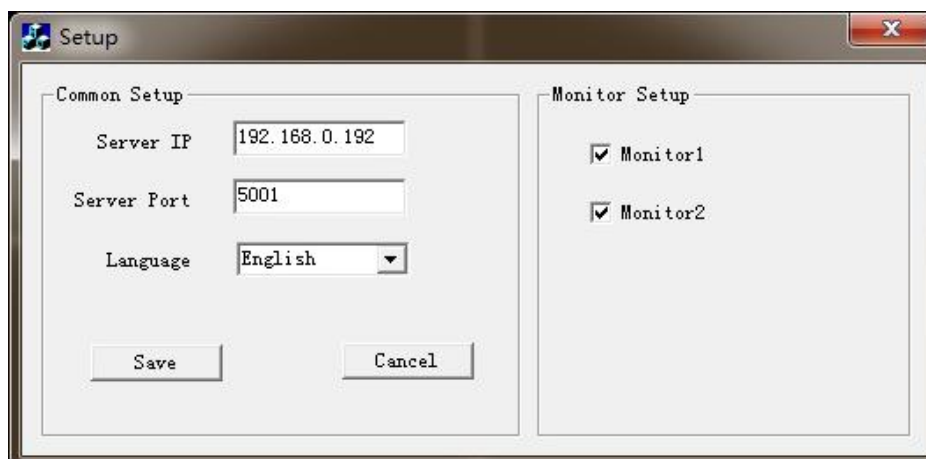 Setup
Common Setup
Server IP 192.168.0.192
Server Port 5001
Language English
Save Cancel
Monitor Setup
Monitor1
Monitor2